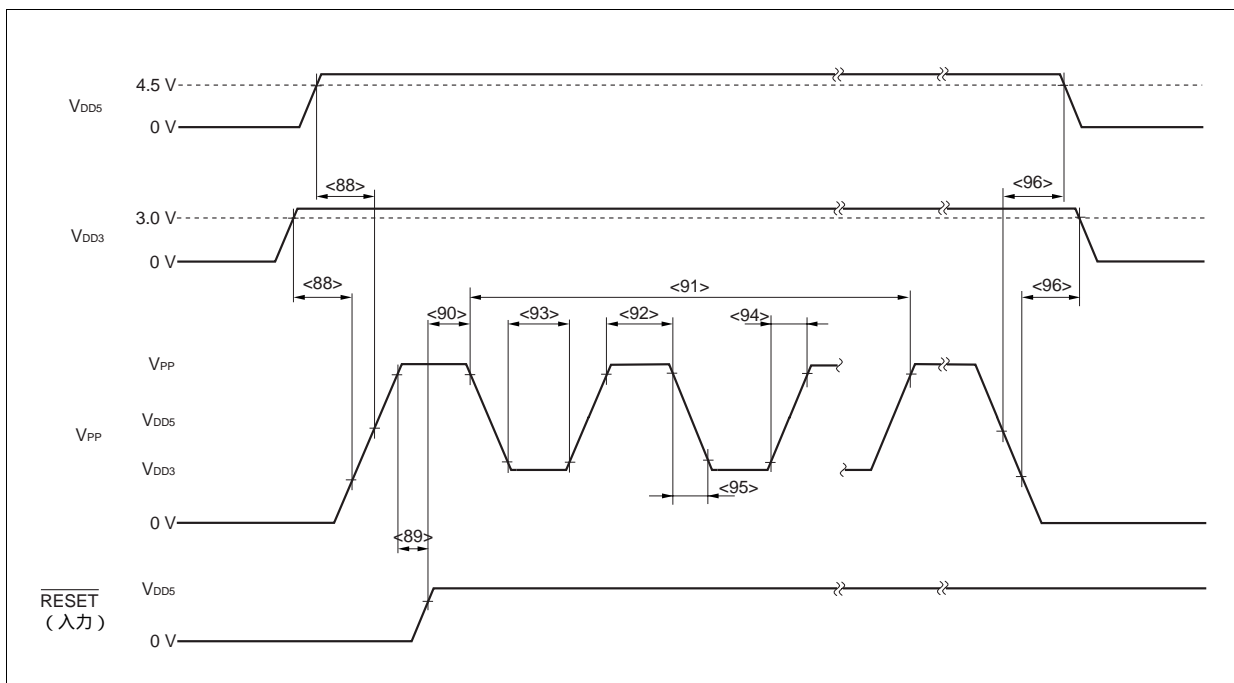 4.5 V
VDD5
0 V
<88>
<96>
3.0 V
VDD3
0 V
<88>
<91>
<96>
<90>
<93>
<92>
<94>
VPP
VDD5
VPP
VDD3
<95>
0 V
<89>
VDD5
RESET
（入力）
0 V